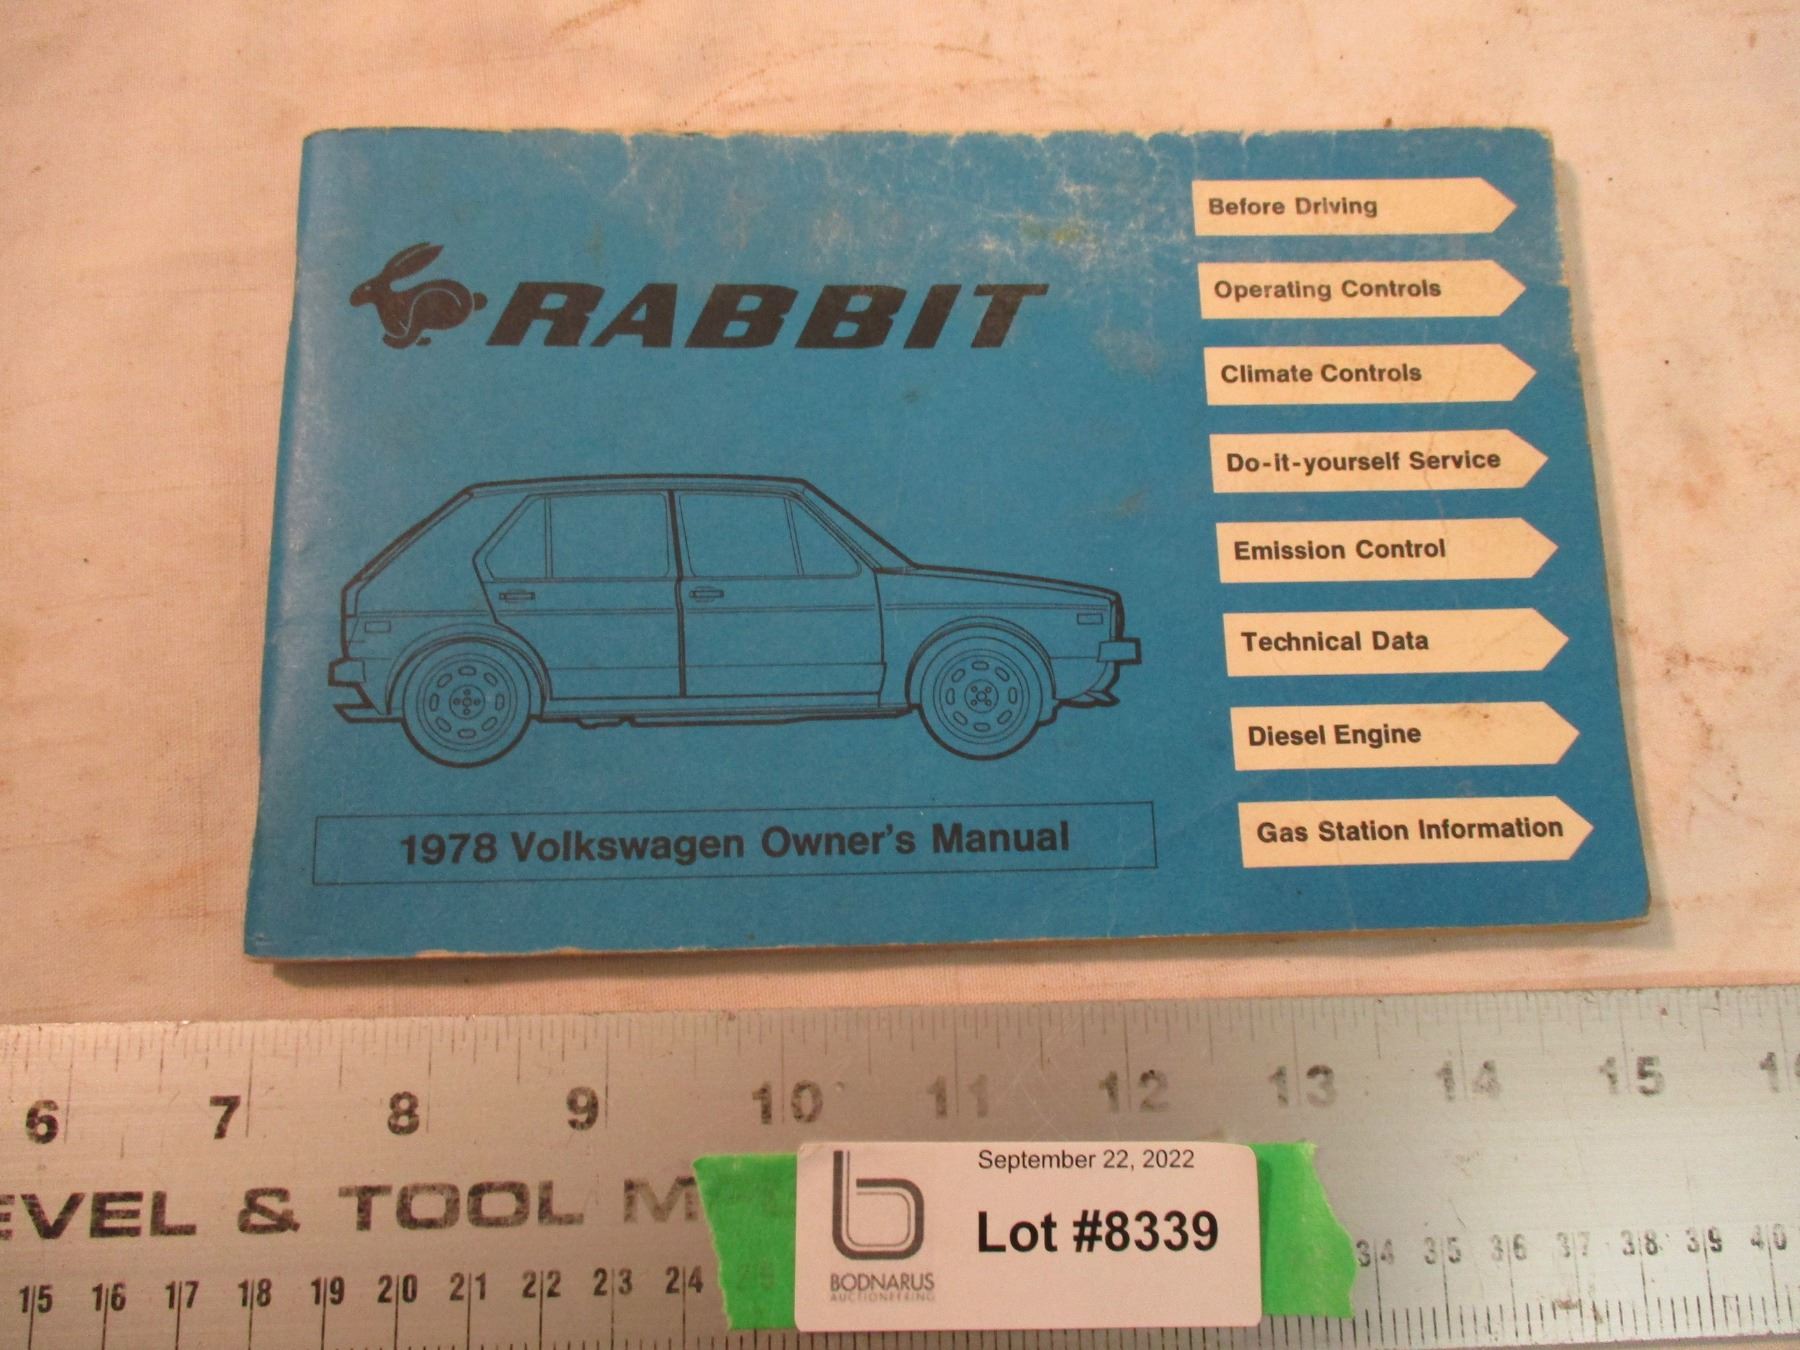 RABBIT
1978 Volkswagen Owner's Manual
Before Driving
Operating Controls
Climate Controls
Do-it-yourself Service
Emission Control
Technical Data
Diesel Engine
Gas Station Information
6 7 8 9 10 11 12 13 14 15
EVEL & TOOL M
15 16 17 18 19 20 21 22 23 24 34 35 36 37 38 39 40
September 22, 2022
Lot #8339
BODNARUS
AUCTIONEERING